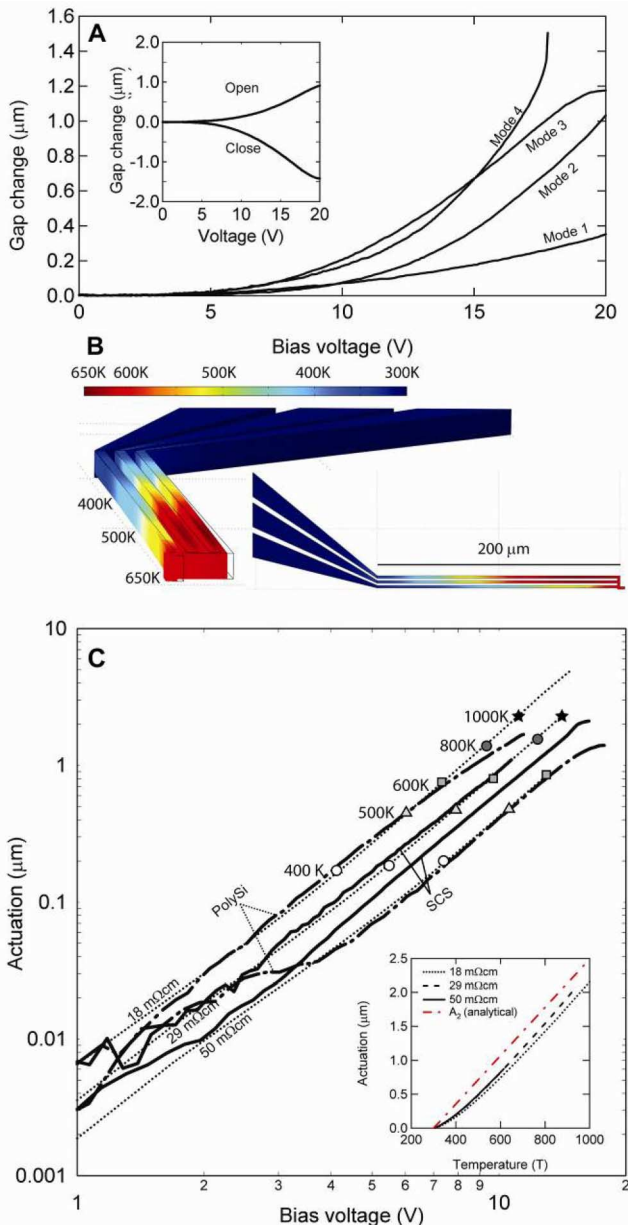 A
Gap change (μm)
1.6
1.4
1.2
1.0
0.8
0.6
0.4
0.2
0.0
Gap change (μm)
2.0
1.0
0.0
-1.0
-2.0
Open
Close
0 5 10 15 20
Voltage (V)
Mode 4
Mode 3
Mode 2
Mode 1
0 5 10 15 20
Bias voltage (V)
B
650K 600K 500K 400K 300K
400K
500K
650K
200 μm
C
Actuation (μm)
10
1
0.1
0.01
0.001
1000K
800K
600K
500K
400 K
PolySi
SCS
18 mΩcm
29 mΩcm
50 mΩcm
Actuation (μm)
2.5
2.0
1.5
1.0
0.5
0.0
18 mΩcm
29 mΩcm
50 mΩcm
A2 (analytical)
200 400 600 800 1000
Temperature (T)
1 2 3 4 5 6 7 8 9 10 2
Bias voltage (V)